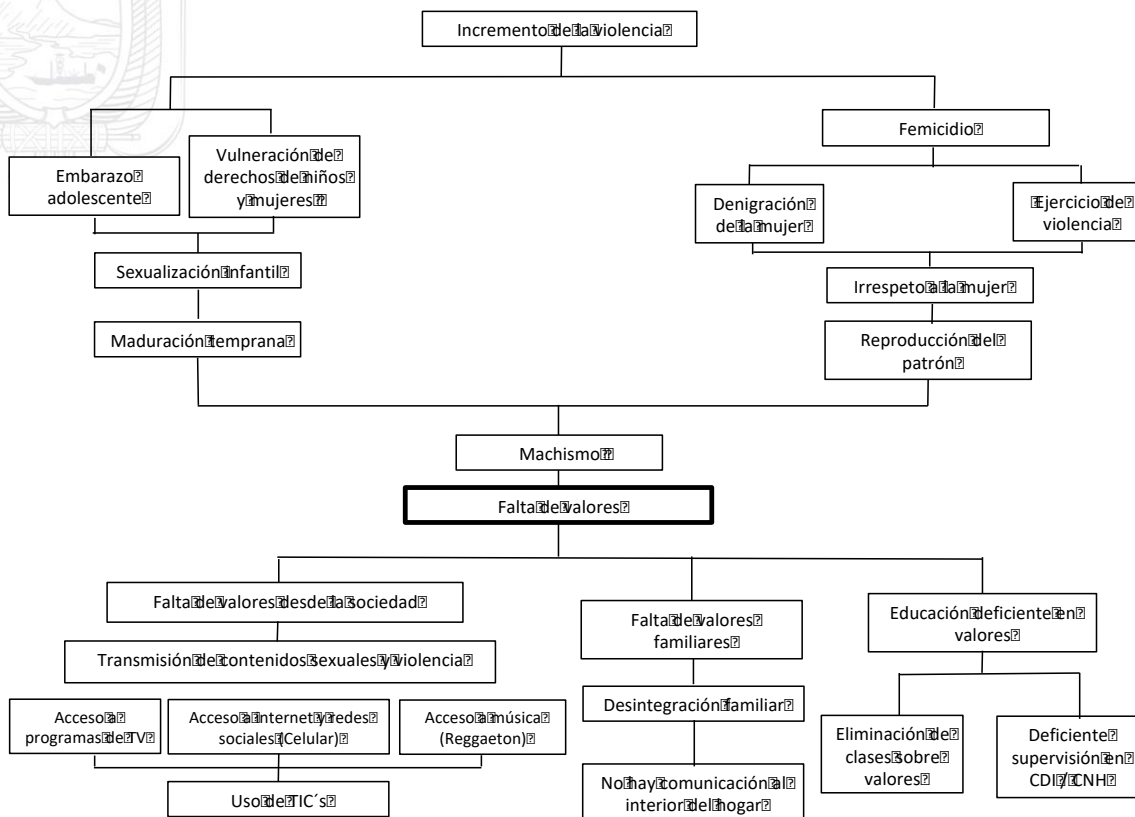 Incremento de la violencia
Femicidio
Embarazo
adolescente
Vulneración de
derechos de niños
y mujeres
Denigración
de la mujer
Ejercicio de
violencia
Sexualización infantil
Irrespeto a la mujer
Maduración temprana
Reproducción del
patrón
Machismo
Falta de valores
Falta de valores desde la sociedad
Falta de valores
familiares
Educación deficiente en
valores
Transmisión de contenidos sexuales y violencia
Desintegración familiar
Acceso a
programas de TV
Acceso a internet y redes
sociales (Celular)
Acceso a música
(Reggaeton)
Eliminación de
clases sobre
valores
Deficiente
supervisión en
CDI / CNH
Uso de TIC´s
No hay comunicación al
interior del hogar